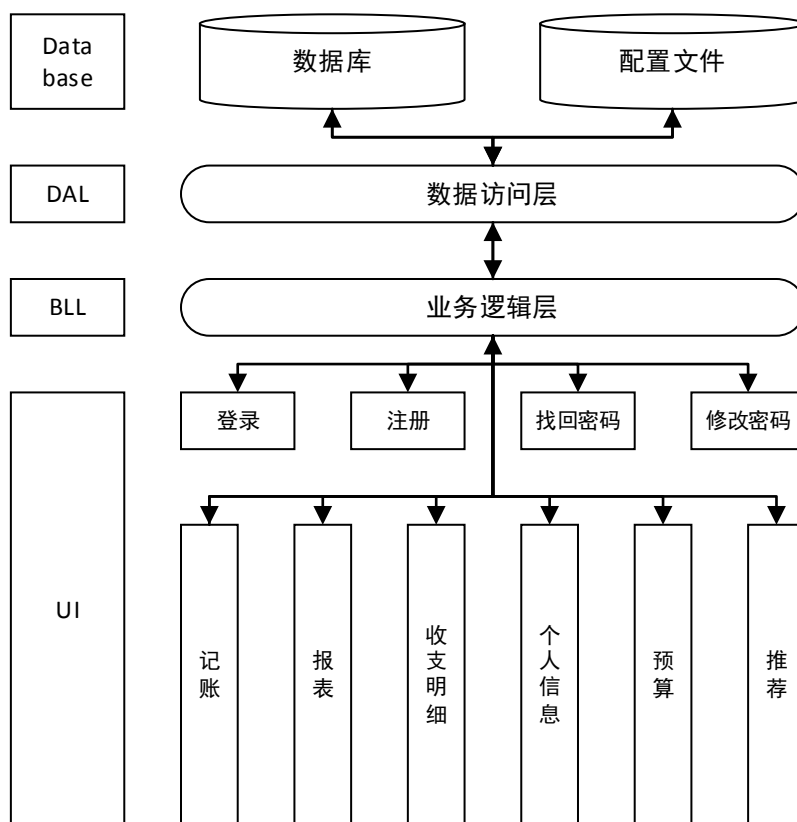 Data
base
数据库
配置文件
DAL
数据访问层
BLL
业务逻辑层
UI
登录
注册
找回密码
修改密码
记账
报表
收支明细
个人信息
预算
推荐